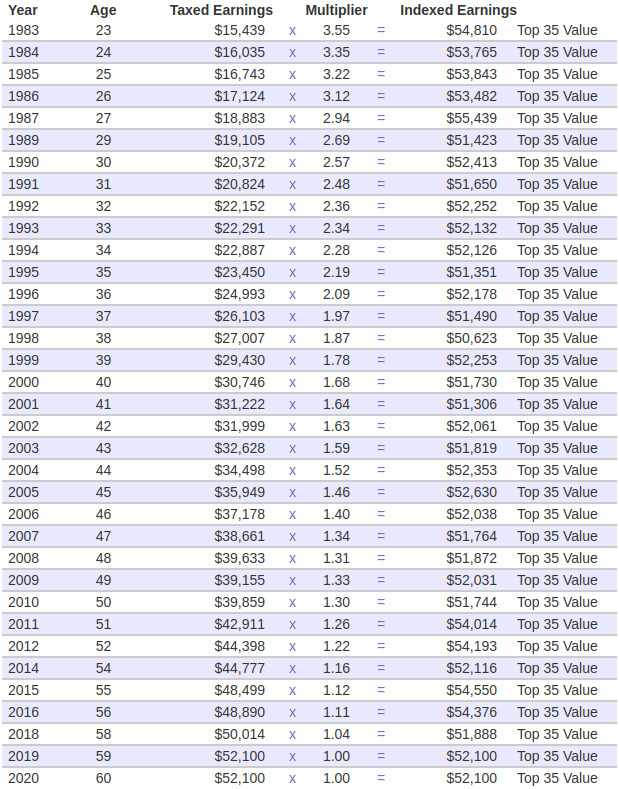 Year Age Taxed Earnings Multiplier Indexed Earnings
1983 23 $15,439 x 3.55 = $54,810 Top 35 Value
1984 24 $16,035 x 3.35 = $53,765 Top 35 Value
1985 25 $16,743 x 3.22 = $53,843 Top 35 Value
1986 26 $17,124 x 3.12 = $53,482 Top 35 Value
1987 27 $18,883 x 2.94 = $55,439 Top 35 Value
1989 29 $19,105 x 2.69 = $51,423 Top 35 Value
1990 30 $20,372 x 2.57 = $52,413 Top 35 Value
1991 31 $20,824 x 2.48 = $51,650 Top 35 Value
1992 32 $22,152 x 2.36 = $52,252 Top 35 Value
1993 33 $22,291 x 2.34 = $52,132 Top 35 Value
1994 34 $22,887 x 2.28 = $52,126 Top 35 Value
1995 35 $23,450 x 2.19 = $51,351 Top 35 Value
1996 36 $24,993 x 2.09 = $52,178 Top 35 Value
1997 37 $26,103 x 1.97 = $51,490 Top 35 Value
1998 38 $27,007 x 1.87 = $50,623 Top 35 Value
1999 39 $29,430 x 1.78 = $52,253 Top 35 Value
2000 40 $30,746 x 1.68 = $51,730 Top 35 Value
2001 41 $31,222 x 1.64 = $51,306 Top 35 Value
2002 42 $31,999 x 1.63 = $52,061 Top 35 Value
2003 43 $32,628 x 1.59 = $51,819 Top 35 Value
2004 44 $34,498 x 1.52 = $52,353 Top 35 Value
2005 45 $35,949 x 1.46 = $52,630 Top 35 Value
2006 46 $37,178 x 1.40 = $52,038 Top 35 Value
2007 47 $38,661 x 1.34 = $51,764 Top 35 Value
2008 48 $39,633 x 1.31 = $51,872 Top 35 Value
2009 49 $39,155 x 1.33 = $52,031 Top 35 Value
2010 50 $39,859 x 1.30 = $51,744 Top 35 Value
2011 51 $42,911 x 1.26 = $54,014 Top 35 Value
2012 52 $44,398 x 1.22 = $54,193 Top 35 Value
2014 54 $44,777 x 1.16 = $52,116 Top 35 Value
2015 55 $48,499 x 1.12 = $54,550 Top 35 Value
2016 56 $48,890 x 1.11 = $54,376 Top 35 Value
2018 58 $50,014 x 1.04 = $51,888 Top 35 Value
2019 59 $52,100 x 1.00 = $52,100 Top 35 Value
2020 60 $52,100 x 1.00 = $52,100 Top 35 Value